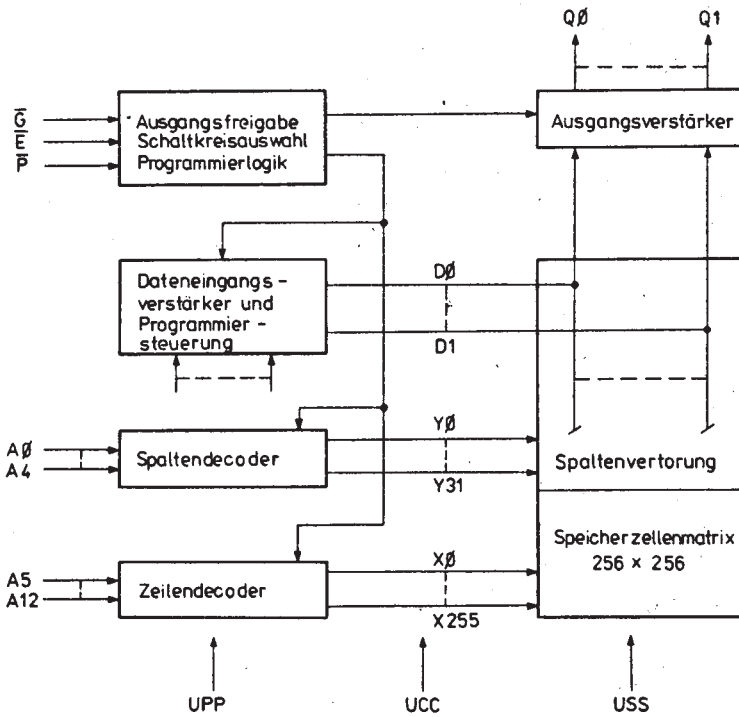 QØ Q1
G̅ Ausgangsfreigabe
E̅ Schaltkreisauswahl
P̅ Programmierlogik
Ausgangsverstärker
Dateneingangs-
verstärker und
Programmier-
steuerung
DØ
D1
AØ
A4
Spaltendecoder
YØ
Y31
Spaltenvertorung
A5
A12
Zeilendecoder
XØ
X255
Speicherzellenmatrix
256 × 256
UPP UCC USS